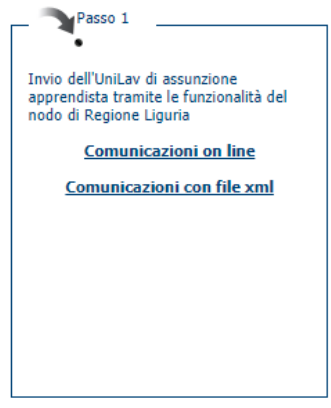 Passo 1
Invio dell'UniLav di assunzione
apprendista tramite le funzionalità del
nodo di Regione Liguria
Comunicazioni on line
Comunicazioni con file xml